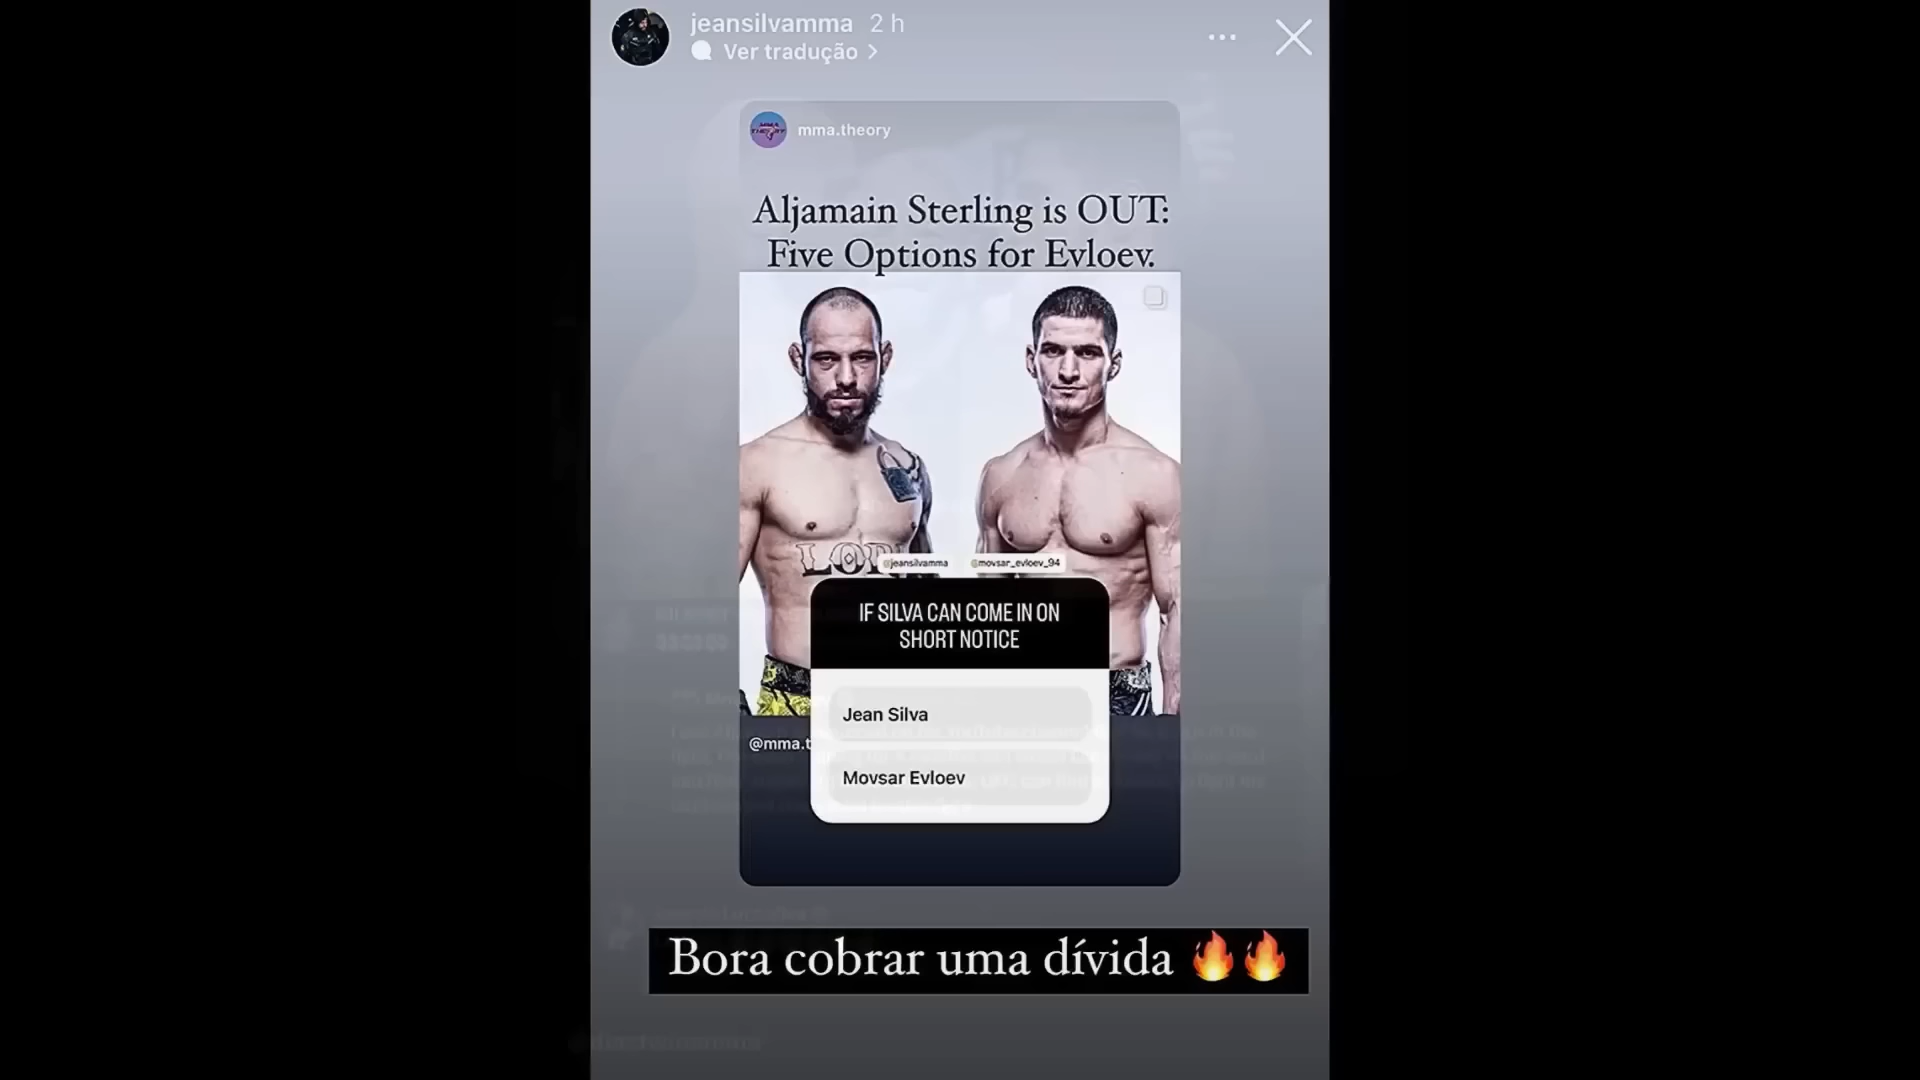 jeansilvamma 2 h
Ver tradução >
mma.theory
Aljamain Sterling is OUT:
Five Options for Evloev.
@jeansilvamma @movsar_evloev_94
IF SILVA CAN COME IN ON
SHORT NOTICE
Jean Silva
@mma.t
Movsar Evloev
Bora cobrar uma dívida 🔥🔥